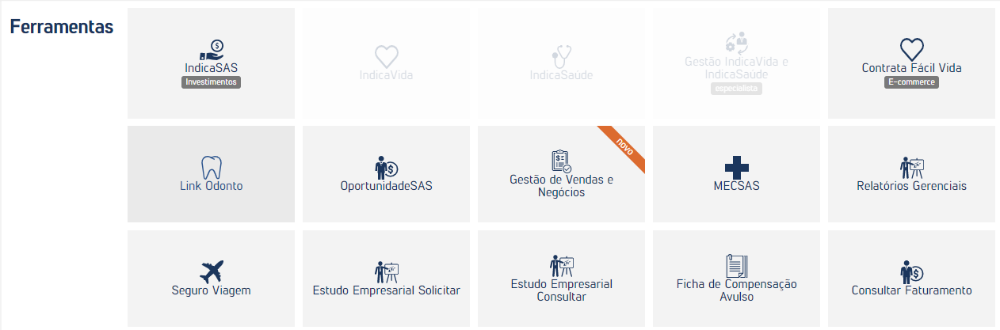 Ferramentas
IndicaSAS
Investimentos
IndicaVida
IndicaSaúde
Gestão IndicaVida e
IndicaSaúde
especialista
Contrata Fácil Vida
E-commerce
Link Odonto
OportunidadeSAS
novo
Gestão de Vendas e
Negócios
MECSAS
Relatórios Gerenciais
Seguro Viagem
Estudo Empresarial Solicitar
Estudo Empresarial
Consultar
Ficha de Compensação
Avulso
Consultar Faturamento